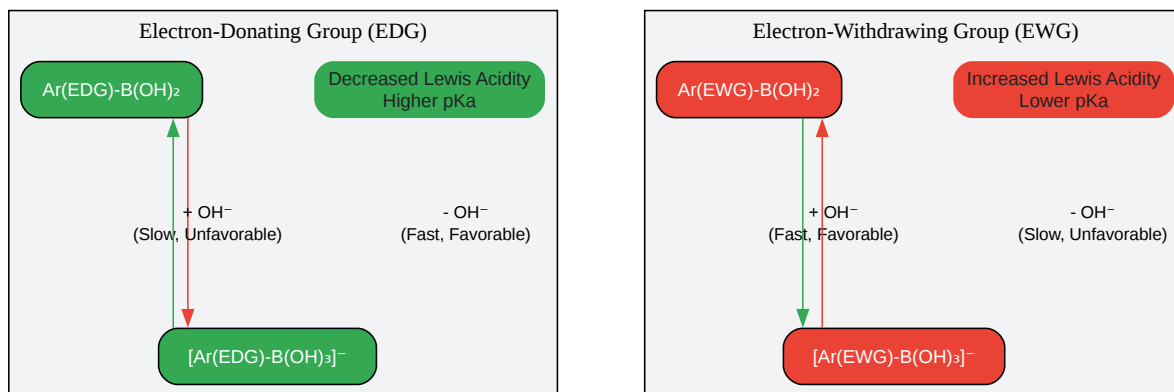 Electron-Donating Group (EDG)
Ar(EDG)-B(OH)₂
Decreased Lewis Acidity
Higher pKa
+ OH⁻
(Slow, Unfavorable)
- OH⁻
(Fast, Favorable)
[Ar(EDG)-B(OH)₃]⁻
Electron-Withdrawing Group (EWG)
Ar(EWG)-B(OH)₂
Increased Lewis Acidity
Lower pKa
+ OH⁻
(Fast, Favorable)
- OH⁻
(Slow, Unfavorable)
[Ar(EWG)-B(OH)₃]⁻